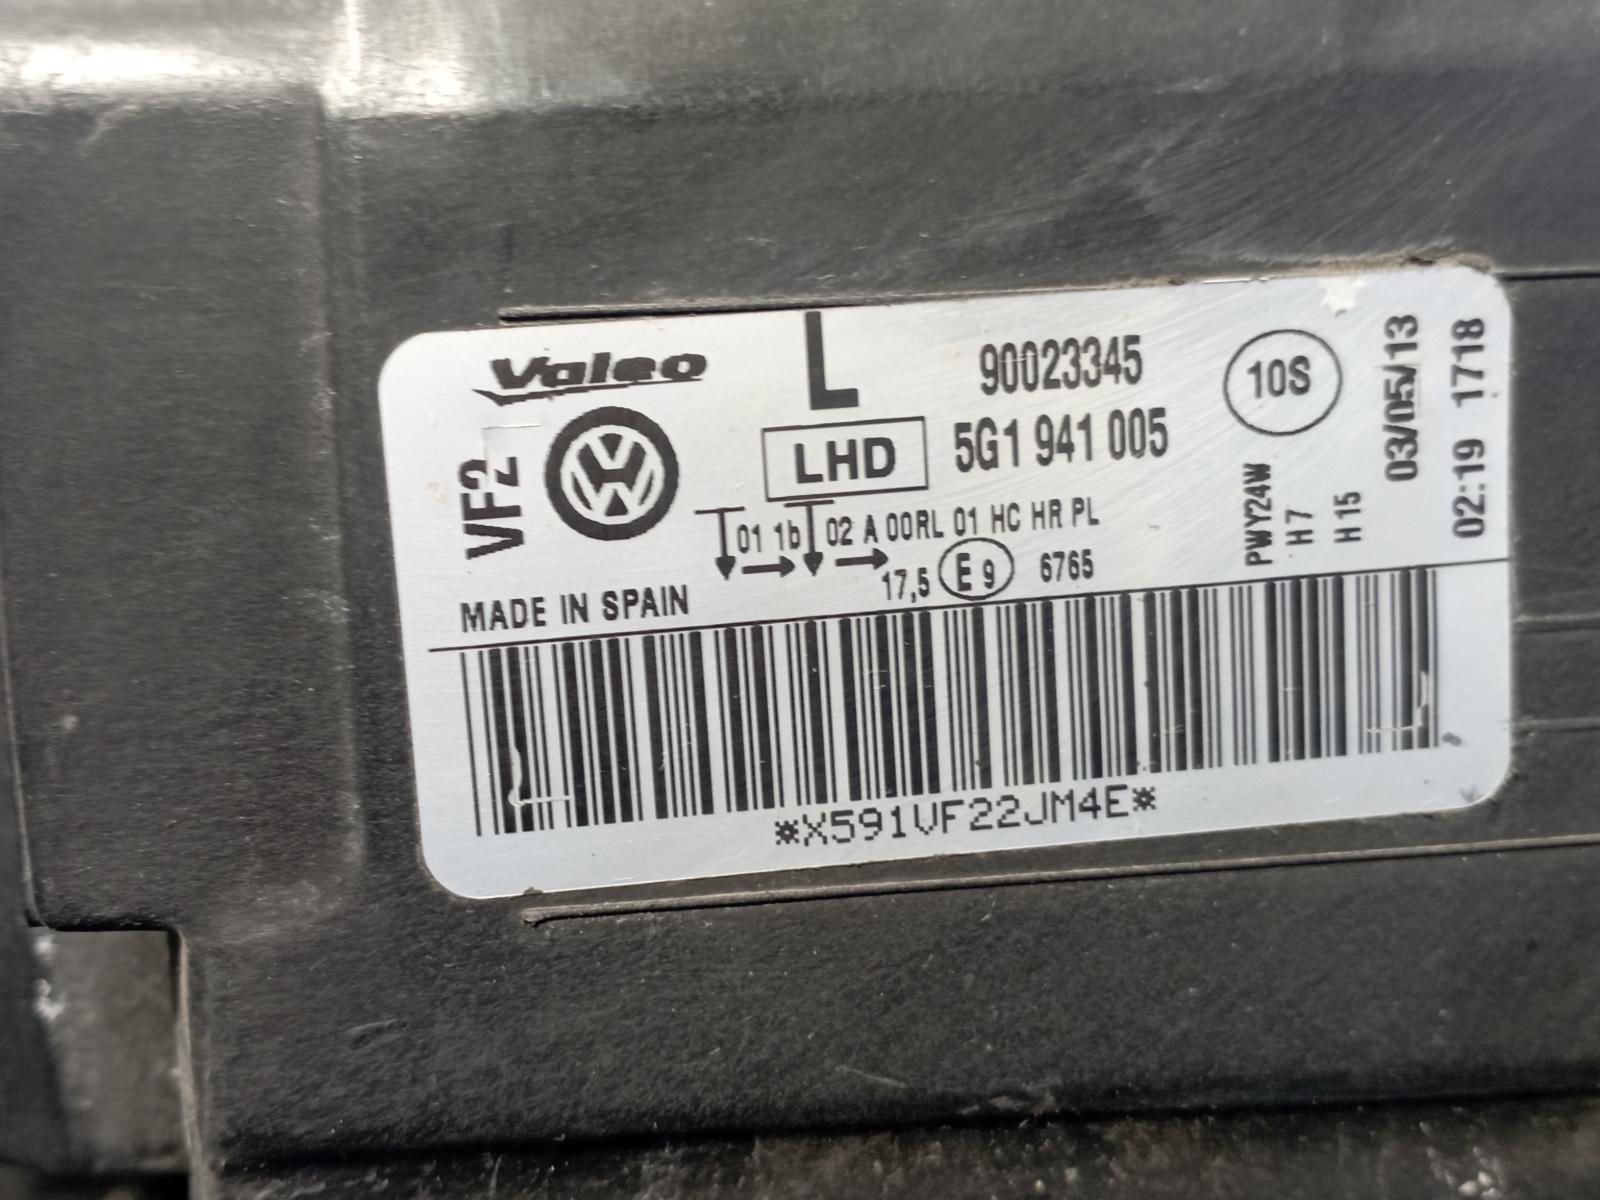 Valeo
L
90023345
10S
03/05/13
02:19 1718
VF2
LHD
5G1 941 005
PWY24W
H7
H15
01 1b 02 A 00RL 01 HC HR PL
17,5 E9 6765
MADE IN SPAIN
*X591VF22JM4E*